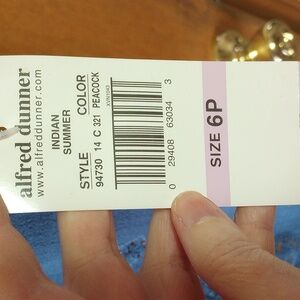 alfred dunner
www.alfreddunner.com
INDIAN
SUMMER
STYLE COLOR
94730 14 C 321 PEACOCK
0 29408 63034 3
SIZE 6P